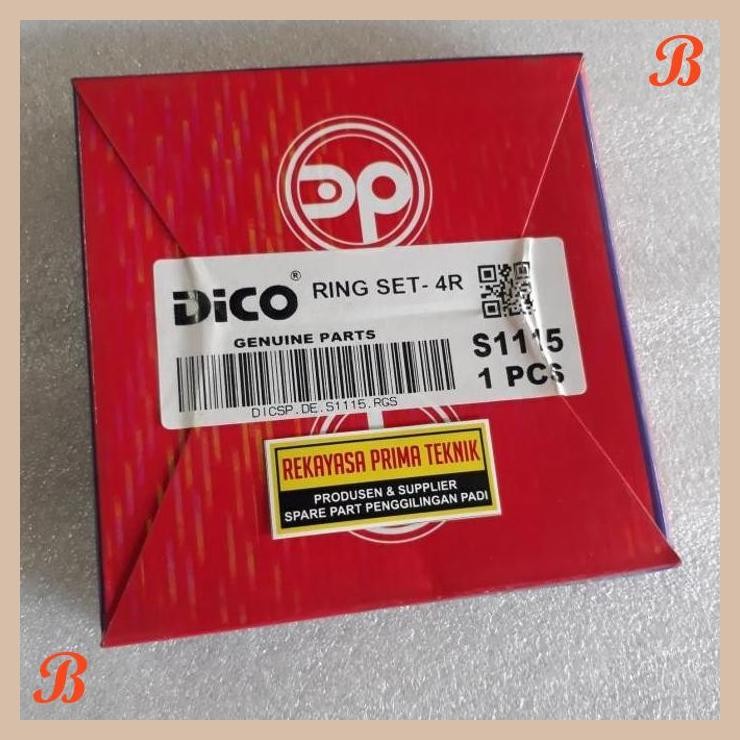 B
DP
DiCO® RING SET- 4R
GENUINE PARTS
S1115
1 PCS
DICSP.DE.S1115.RGS
REKAYASA PRIMA TEKNIK
PRODUSEN & SUPPLIER
SPARE PART PENGGILINGAN PADI
B